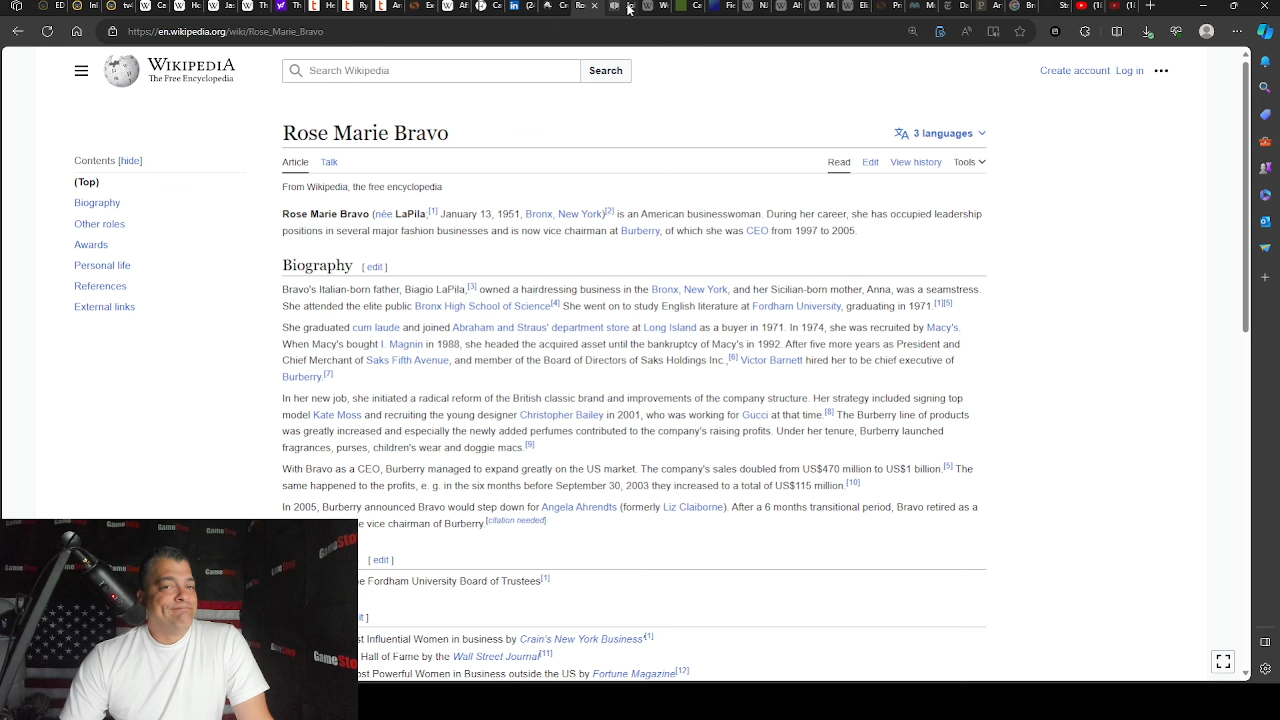 https://en.wikipedia.org/wiki/Rose_Marie_Bravo
WIKIPEDIA
The Free Encyclopedia
Search Wikipedia
Search
Create account Log in
Rose Marie Bravo
3 languages
Article Talk
Read Edit View history Tools
From Wikipedia, the free encyclopedia
Contents [hide]
(Top)
Biography
Other roles
Awards
Personal life
References
External links
Rose Marie Bravo (née LaPila,[1] January 13, 1951, Bronx, New York)[2] is an American businesswoman. During her career, she has occupied leadership
positions in several major fashion businesses and is now vice chairman at Burberry, of which she was CEO from 1997 to 2005.
Biography [ edit ]
Bravo's Italian-born father, Biagio LaPila,[3] owned a hairdressing business in the Bronx, New York, and her Sicilian-born mother, Anna, was a seamstress.
She attended the elite public Bronx High School of Science[4] She went on to study English literature at Fordham University, graduating in 1971.[1][5]
She graduated cum laude and joined Abraham and Straus' department store at Long Island as a buyer in 1971. In 1974, she was recruited by Macy's.
When Macy's bought I. Magnin in 1988, she headed the acquired asset until the bankruptcy of Macy's in 1992. After five more years as President and
Chief Merchant of Saks Fifth Avenue, and member of the Board of Directors of Saks Holdings Inc.,[6] Victor Barnett hired her to be chief executive of
Burberry.[7]
In her new job, she initiated a radical reform of the British classic brand and improvements of the company structure. Her strategy included signing top
model Kate Moss and recruiting the young designer Christopher Bailey in 2001, who was working for Gucci at that time.[8] The Burberry line of products
was greatly increased and especially the newly added perfumes contributed to the company's raising profits. Under her tenure, Burberry launched
fragrances, purses, children's wear and doggie macs.[9]
With Bravo as a CEO, Burberry managed to expand greatly on the US market. The company's sales doubled from US$470 million to US$1 billion.[5] The
same happened to the profits, e. g. in the six months before September 30, 2003 they increased to a total of US$115 million.[10]
In 2005, Burberry announced Bravo would step down for Angela Ahrendts (formerly Liz Claiborne). After a 6 months transitional period, Bravo retired as a
e vice chairman of Burberry.[citation needed]
[ edit ]
e Fordham University Board of Trustees[1]
it ]
st Influential Women in business by Crain's New York Business[1]
Hall of Fame by the Wall Street Journal[11]
ost Powerful Women in Business outside the US by Fortune Magazine[12]
GameStop
GameStop
GameStop